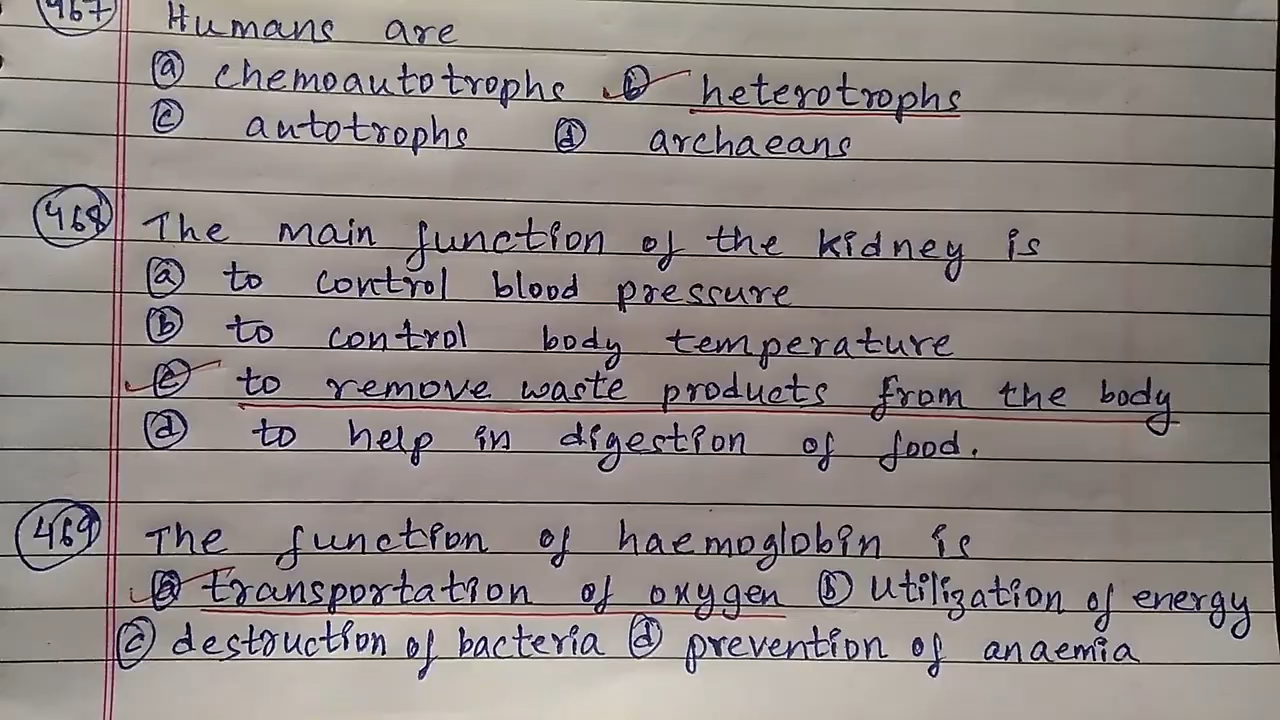 467 Humans are
ⓐ chemoautotrophs ⓑ heterotrophs
ⓒ autotrophs ⓓ archaeans
468 The main function of the kidney is
ⓐ to control blood pressure
ⓑ to control body temperature
ⓒ to remove waste products from the body
ⓓ to help in digestion of food.
469 The function of haemoglobin is
ⓐ transportation of oxygen ⓑ utilization of energy
ⓒ destruction of bacteria ⓓ prevention of anaemia